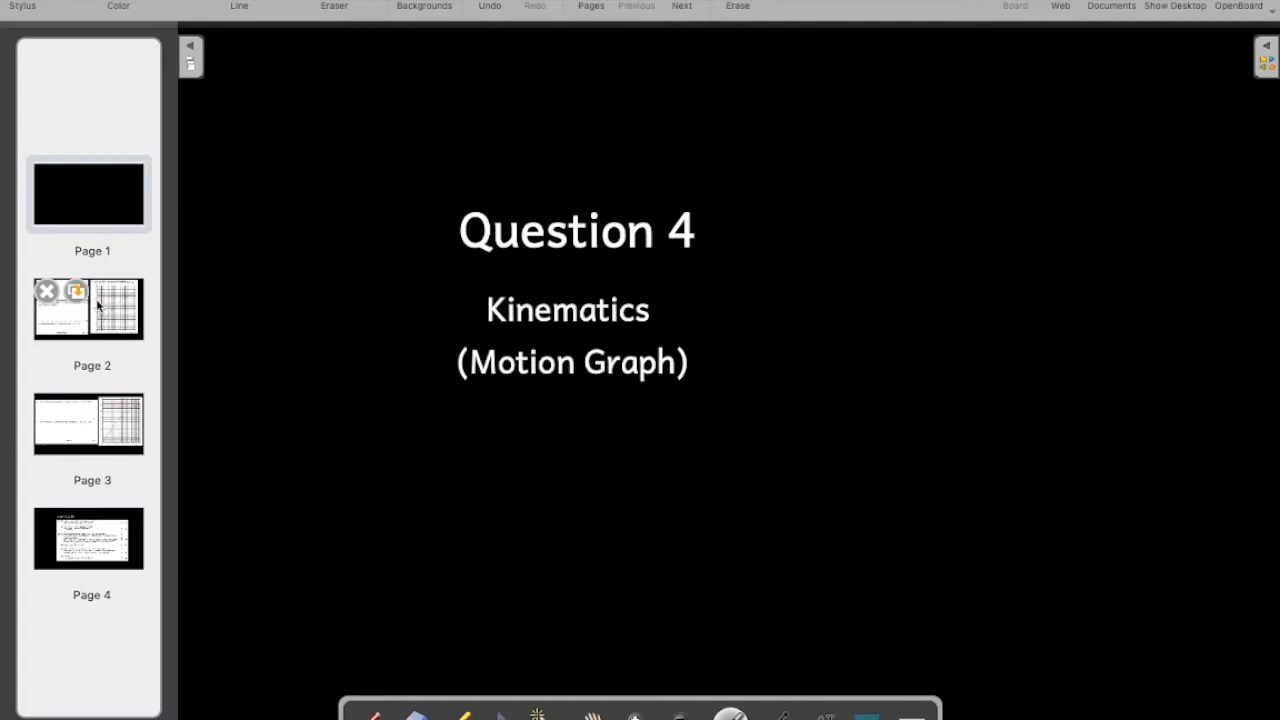 Stylus Color Line Eraser Backgrounds Undo Redo Pages Previous Next Erase Board Web Documents Show Desktop OpenBoard
Page 1
Page 2
Page 3
Page 4
Question 4
Kinematics
(Motion Graph)